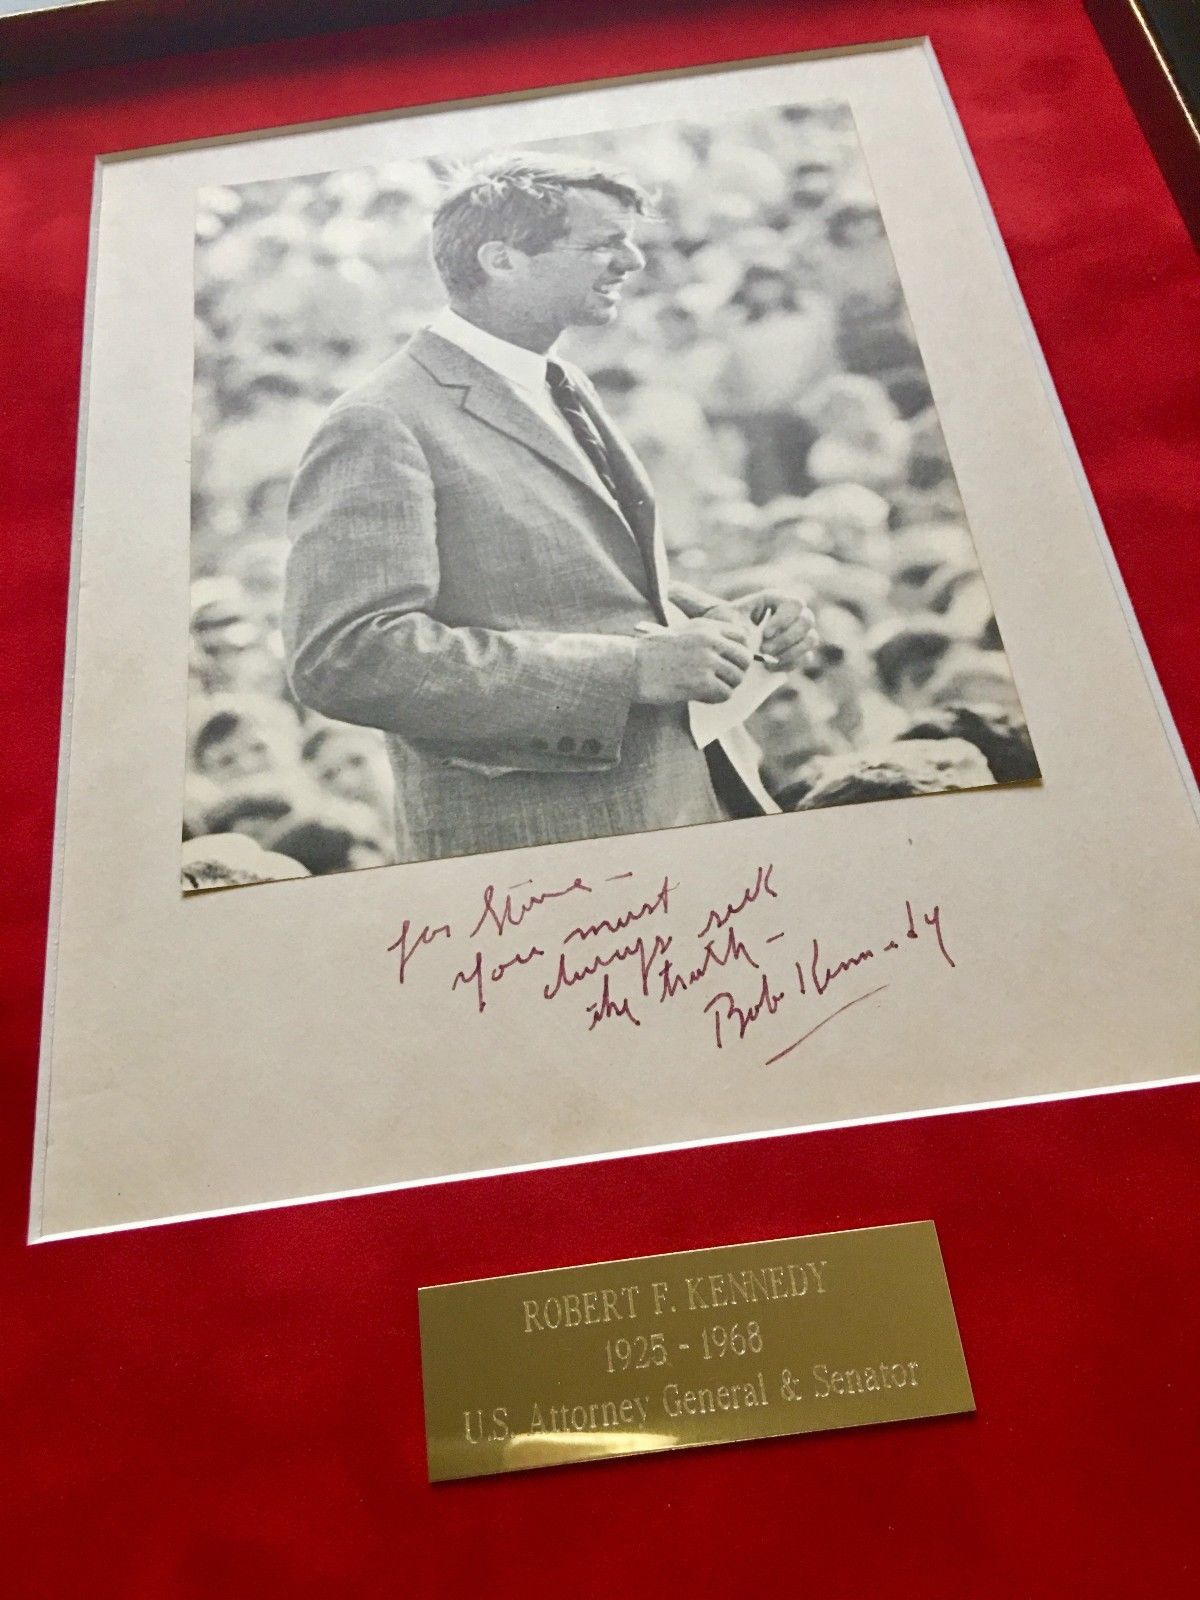 for Steve –
you must
always seek
the truth –
Bob Kennedy
ROBERT F. KENNEDY
1925 - 1968
U.S. Attorney General & Senator